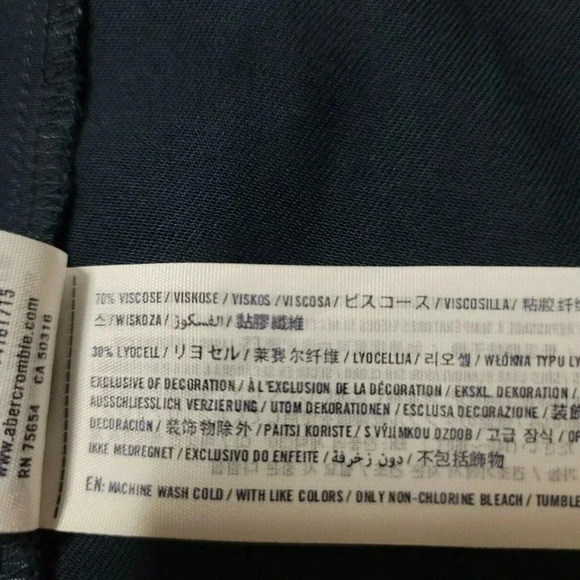 70% VISCOSE / VISKOSE / VISKOS / VISCOSA / ビスコース / VISCOSILLA / 粘胶纤维
스 / WISKOZA / الفسكوز / 黏膠纖維
30% LYOCELL / リヨセル / 莱赛尔纤维 / LYOCELLIA / 리오셀 / WŁÓKNA TYPU LY
EXCLUSIVE OF DECORATION / À L'EXCLUSION DE LA DÉCORATION / EKSKL. DEKORATION /
AUSSCHLIESSLICH VERZIERUNG / UTOM DEKORATIONEN / ESCLUSA DECORAZIONE / 装飾
DECORACIÓN / 装饰物除外 / PAITSI KORISTE / S VÝJIMKOU OZDOB / 고급 장식 / OP
IKKE MEDREGNET / EXCLUSIVO DO ENFEITE / دون زخرفة / 不包括飾物
EN: MACHINE WASH COLD / WITH LIKE COLORS / ONLY NON-CHLORINE BLEACH / TUMBLE
www.abercrombie.com
RN 75654 CA 50318